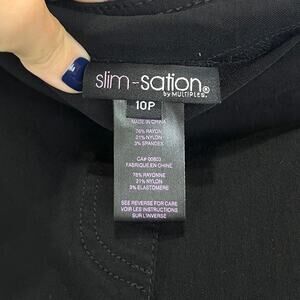 slim-sation®
by MULTIPLES®
10P
MADE IN CHINA
76% RAYON
21% NYLON
3% SPANDEX
CA# 00803
FABRIQUE EN CHINE
76% RAYONNE
21% NYLON
3% ELASTOMERE
SEE REVERSE FOR CARE
VOIR LES INSTRUCTIONS
SUR L'INVERSE